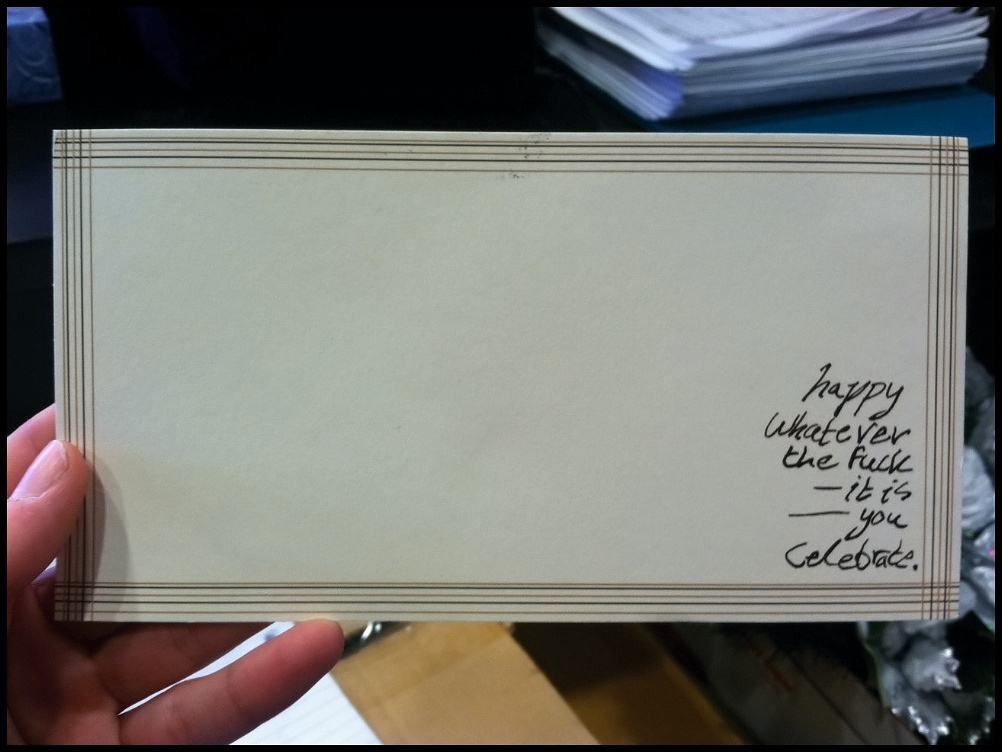 happy
whatever
the fuck
—it is
— you
celebrate.